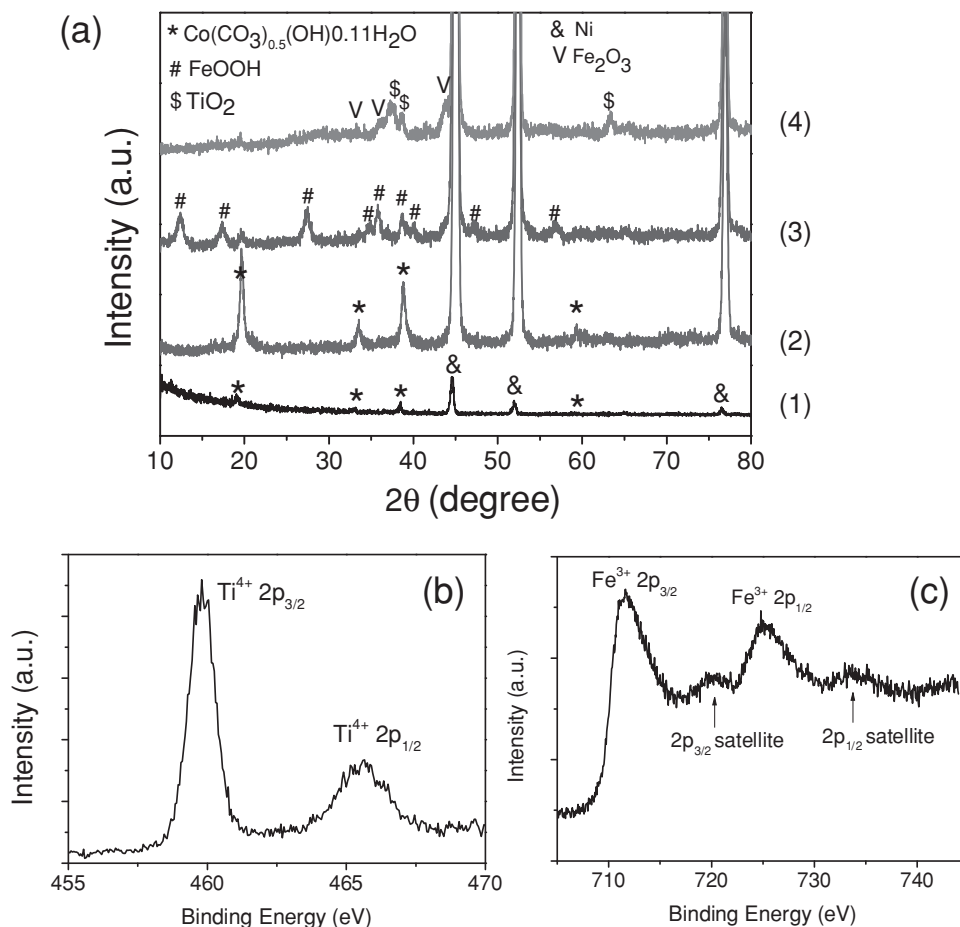 (a)
* Co(CO₃)₀.₅(OH)0.11H₂O
# FeOOH
$ TiO₂
& Ni
V Fe₂O₃
V V $ $ V $
(4)
# # # # # # # # #
(3)
* * * *
(2)
* * * & & * &
(1)
Intensity (a.u.)
10 20 30 40 50 60 70 80
2θ (degree)
(b)
Ti⁴⁺ 2p₃/₂
Ti⁴⁺ 2p₁/₂
Intensity (a.u.)
455 460 465 470
Binding Energy (eV)
(c)
Fe³⁺ 2p₃/₂
Fe³⁺ 2p₁/₂
2p₃/₂ satellite
2p₁/₂ satellite
Intensity (a.u.)
710 720 730 740
Binding Energy (eV)